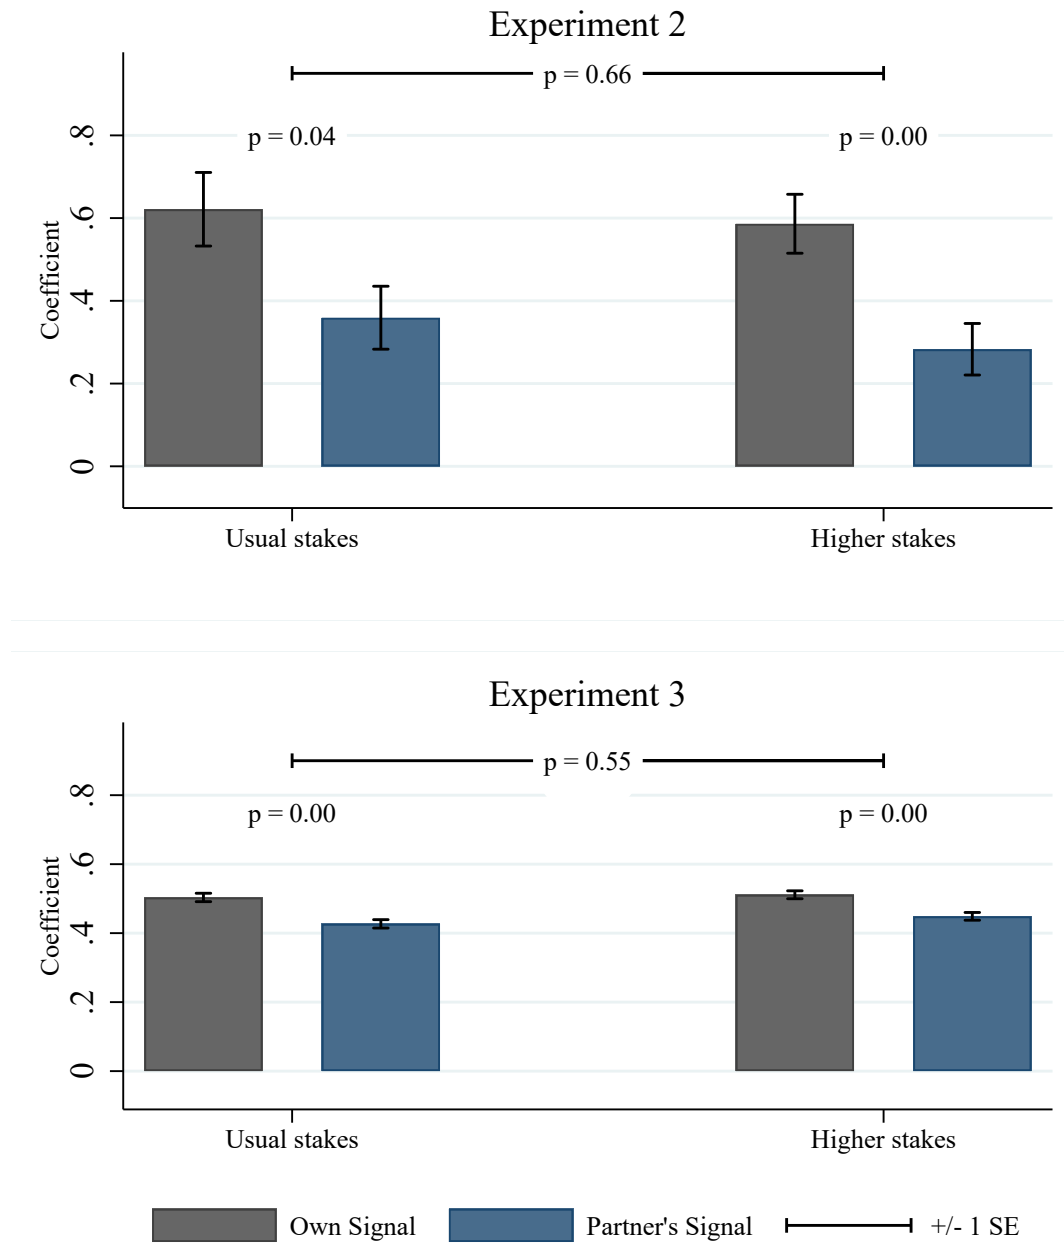 Experiment 2
p = 0.66
p = 0.04
p = 0.00
.8
.6
.4
.2
0
Coefficient
Usual stakes
Higher stakes
Experiment 3
p = 0.55
p = 0.00
p = 0.00
.8
.6
.4
.2
0
Coefficient
Usual stakes
Higher stakes
Own Signal
Partner's Signal
+/- 1 SE